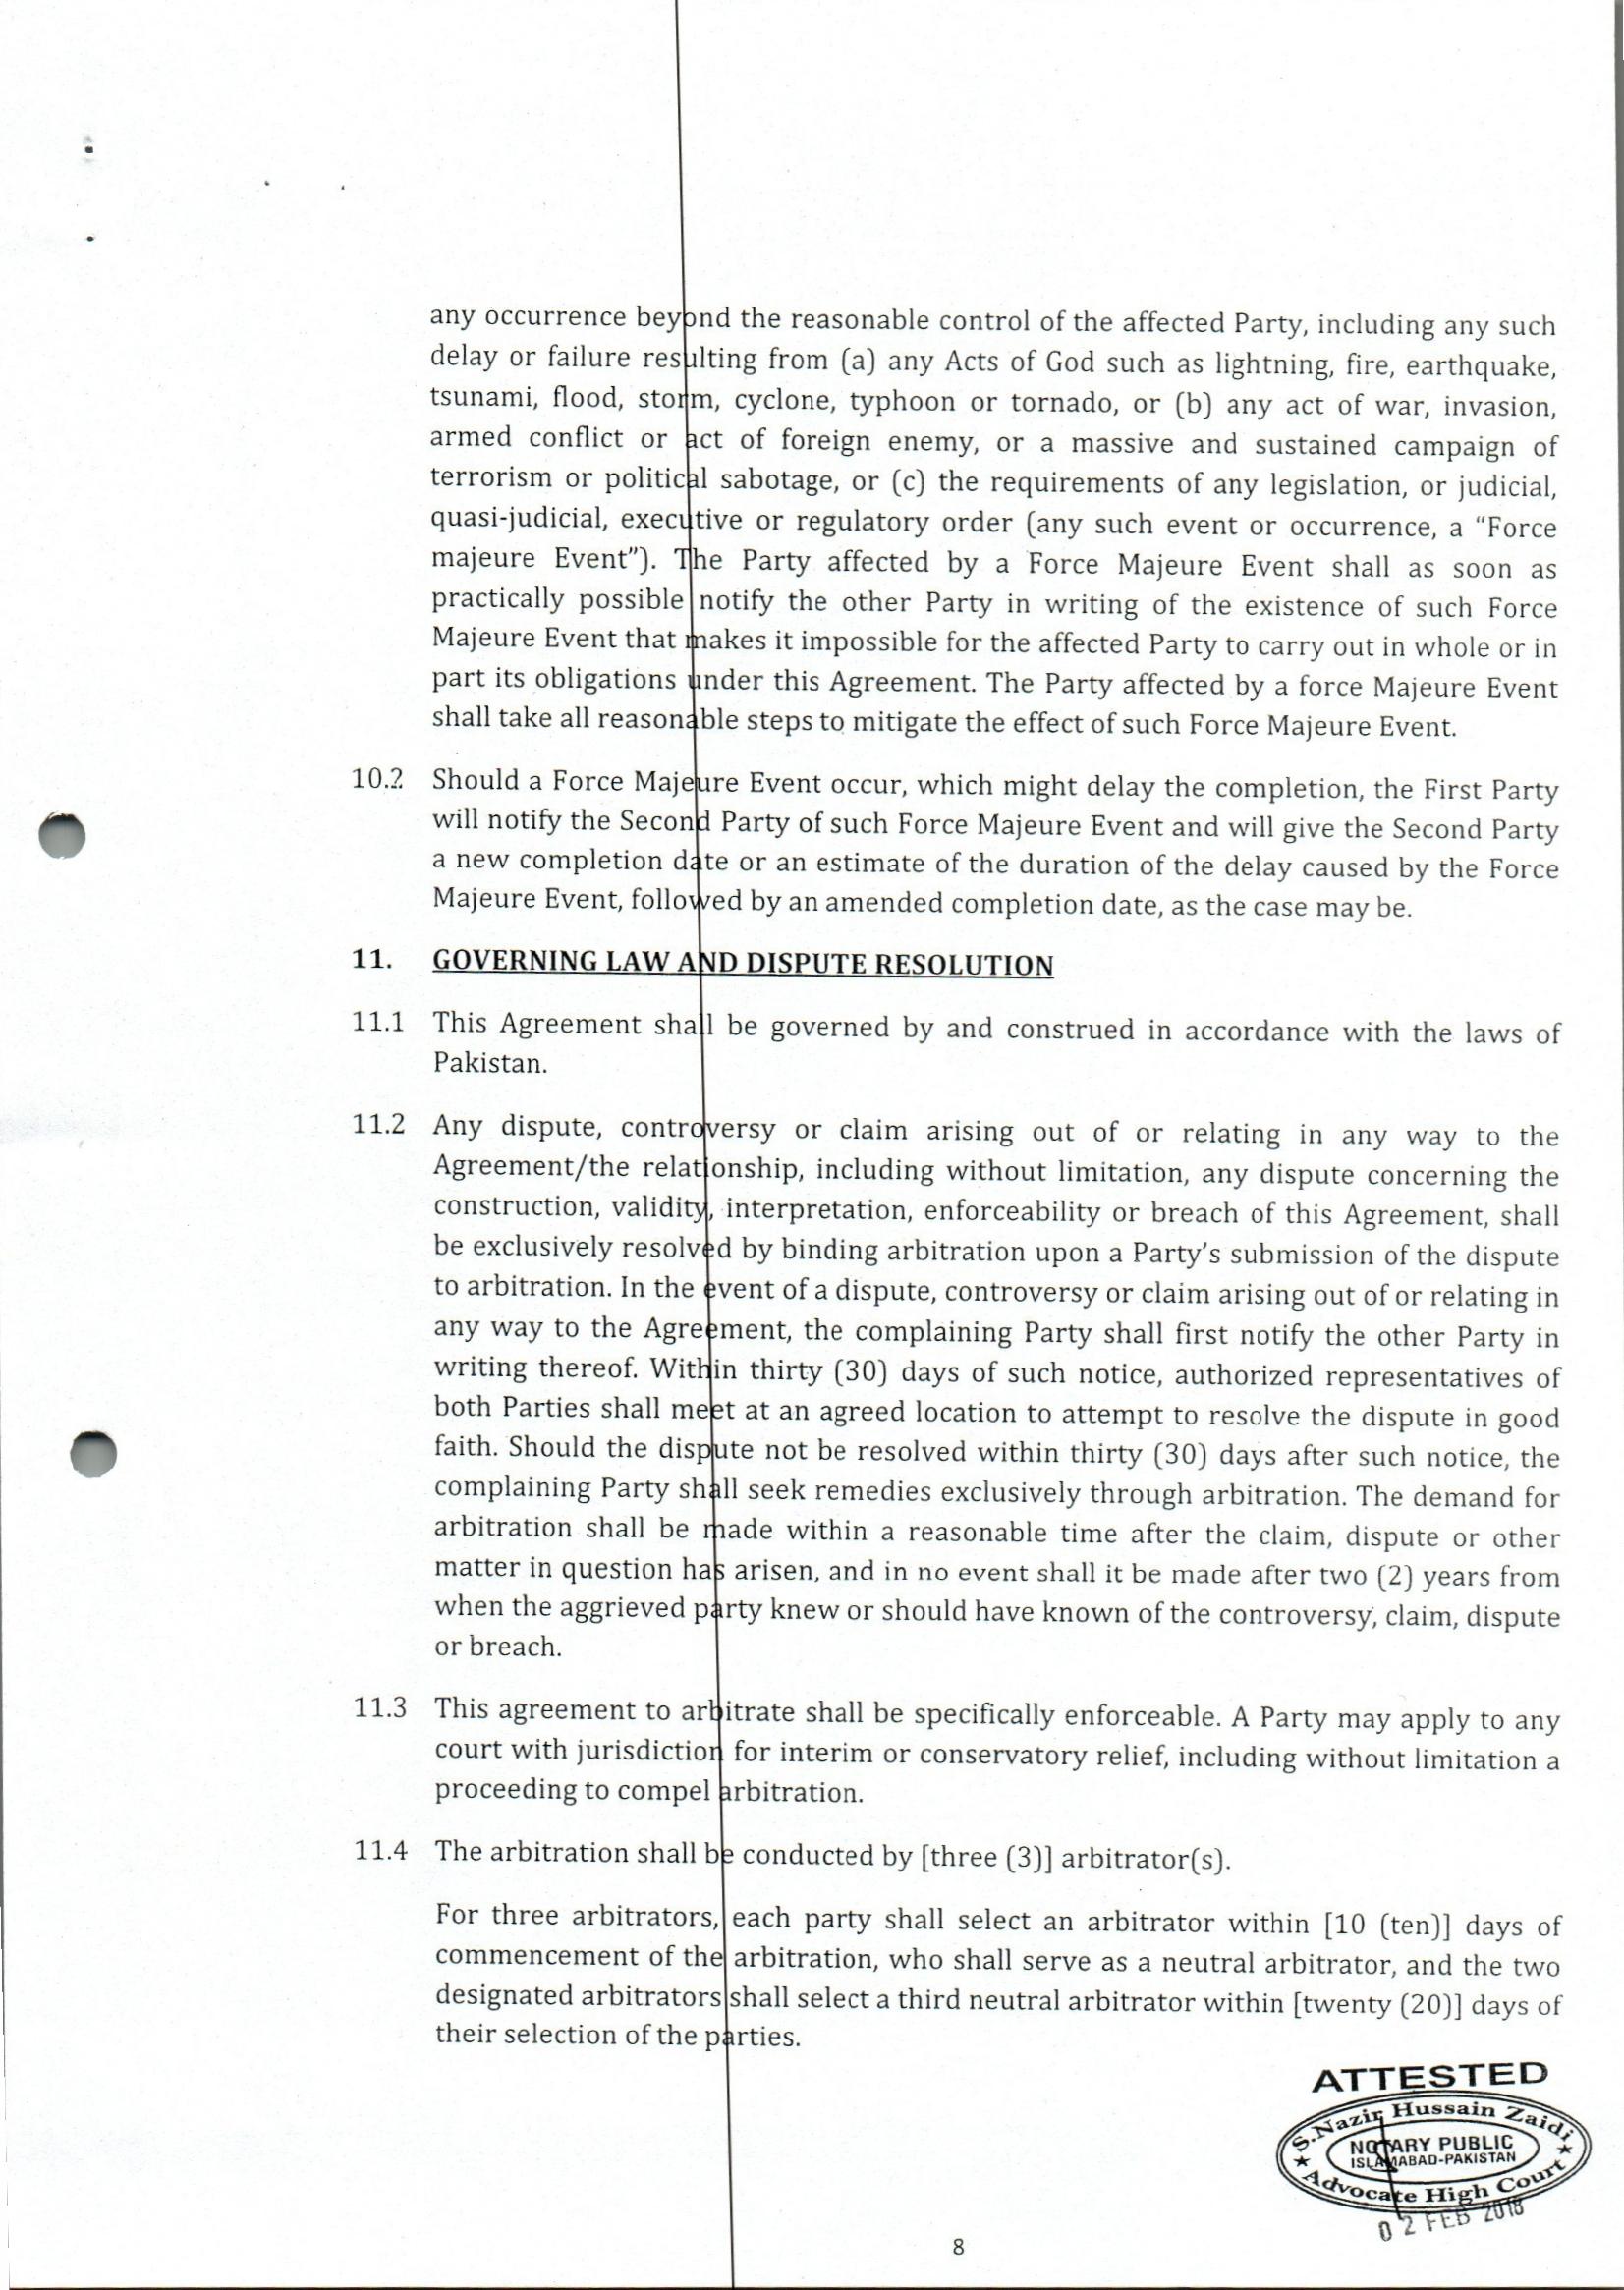 any occurrence beyond the reasonable control of the affected Party, including any such
delay or failure resulting from (a) any Acts of God such as lightning, fire, earthquake,
tsunami, flood, storm, cyclone, typhoon or tornado, or (b) any act of war, invasion,
armed conflict or act of foreign enemy, or a massive and sustained campaign of
terrorism or political sabotage, or (c) the requirements of any legislation, or judicial,
quasi-judicial, executive or regulatory order (any such event or occurrence, a “Force
majeure Event”). The Party affected by a Force Majeure Event shall as soon as
practically possible notify the other Party in writing of the existence of such Force
Majeure Event that makes it impossible for the affected Party to carry out in whole or in
part its obligations under this Agreement. The Party affected by a force Majeure Event
shall take all reasonable steps to mitigate the effect of such Force Majeure Event.
10.2 Should a Force Majeure Event occur, which might delay the completion, the First Party
will notify the Second Party of such Force Majeure Event and will give the Second Party
a new completion date or an estimate of the duration of the delay caused by the Force
Majeure Event, followed by an amended completion date, as the case may be.
11. GOVERNING LAW AND DISPUTE RESOLUTION
11.1 This Agreement shall be governed by and construed in accordance with the laws of
Pakistan.
11.2 Any dispute, controversy or claim arising out of or relating in any way to the
Agreement/the relationship, including without limitation, any dispute concerning the
construction, validity, interpretation, enforceability or breach of this Agreement, shall
be exclusively resolved by binding arbitration upon a Party’s submission of the dispute
to arbitration. In the event of a dispute, controversy or claim arising out of or relating in
any way to the Agreement, the complaining Party shall first notify the other Party in
writing thereof. Within thirty (30) days of such notice, authorized representatives of
both Parties shall meet at an agreed location to attempt to resolve the dispute in good
faith. Should the dispute not be resolved within thirty (30) days after such notice, the
complaining Party shall seek remedies exclusively through arbitration. The demand for
arbitration shall be made within a reasonable time after the claim, dispute or other
matter in question has arisen, and in no event shall it be made after two (2) years from
when the aggrieved party knew or should have known of the controversy, claim, dispute
or breach.
11.3 This agreement to arbitrate shall be specifically enforceable. A Party may apply to any
court with jurisdiction for interim or conservatory relief, including without limitation a
proceeding to compel arbitration.
11.4 The arbitration shall be conducted by [three (3)] arbitrator(s).
For three arbitrators, each party shall select an arbitrator within [10 (ten)] days of
commencement of the arbitration, who shall serve as a neutral arbitrator, and the two
designated arbitrators shall select a third neutral arbitrator within [twenty (20)] days of
their selection of the parties.
ATTESTED
S.Nazir Hussain Zaidi
NOTARY PUBLIC
ISLAMABAD-PAKISTAN
Advocate High Court
02 FEB 2018
8